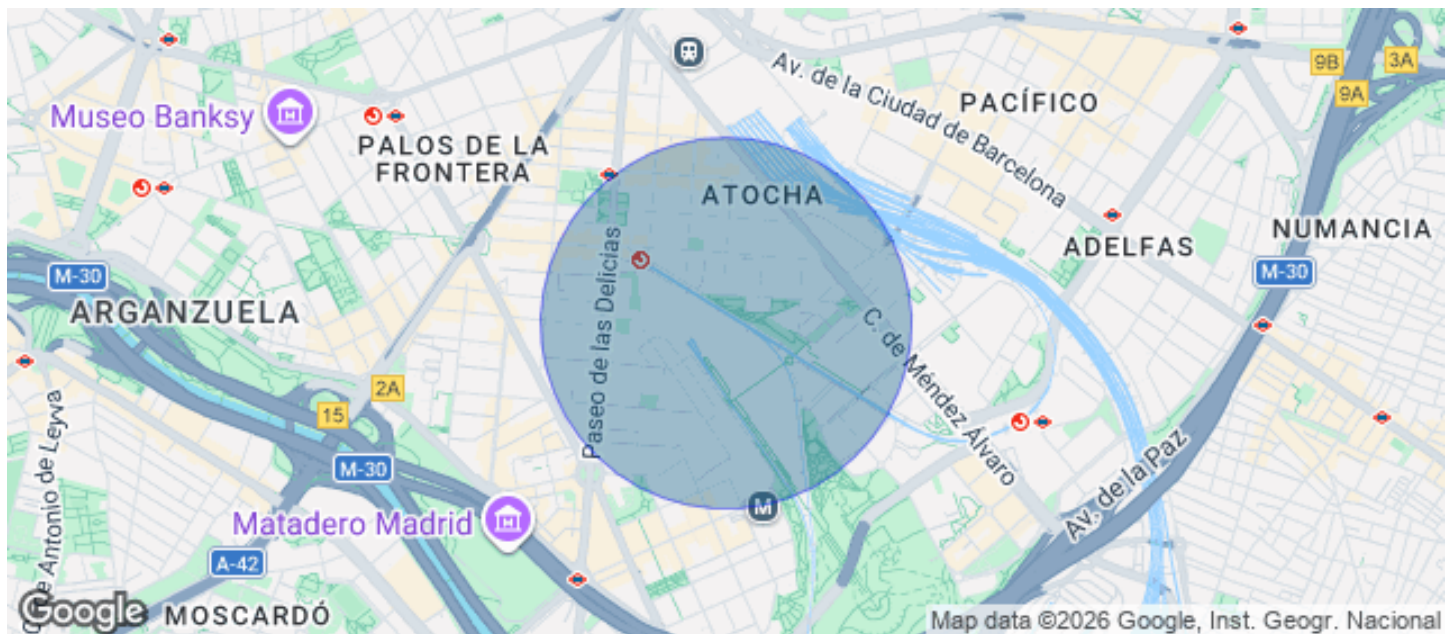 9B
3A
9A
Av. de la Ciudad de Barcelona
PACÍFICO
Museo Banksy
PALOS DE LA
FRONTERA
ATOCHA
NUMANCIA
ADELFAS
M-30
M-30
ARGANZUELA
Paseo de las Delicias
C. de Méndez Álvaro
2A
15
M-30
Av. de la Paz
Matadero Madrid
M
A-42
de Antonio de Leyva
Google
MOSCARDÓ
Map data ©2026 Google, Inst. Geogr. Nacional